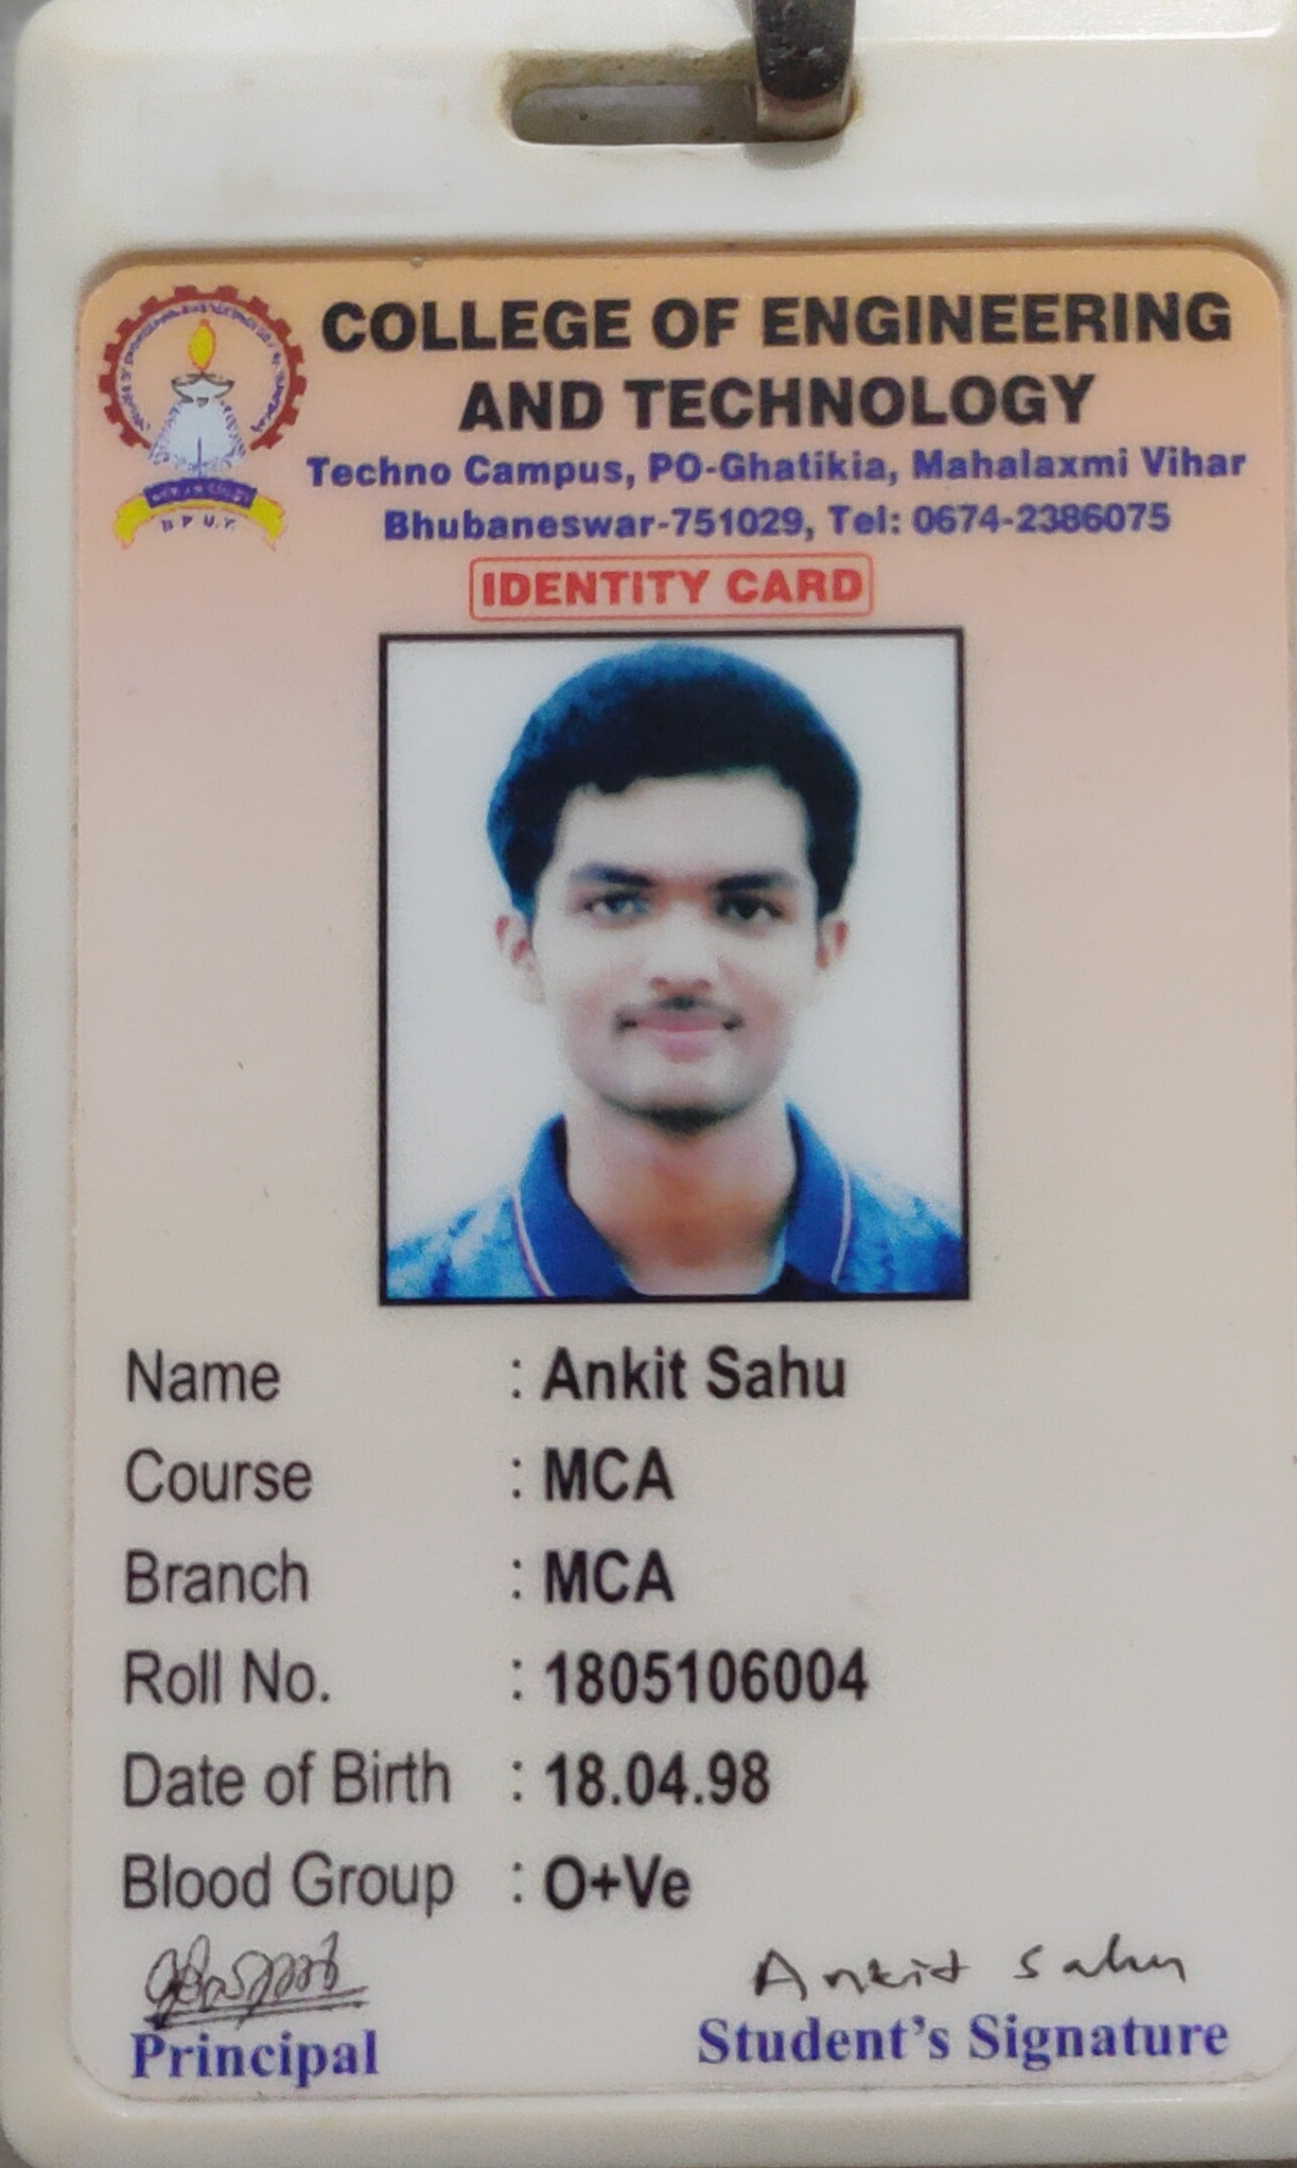 COLLEGE OF ENGINEERING
AND TECHNOLOGY
Techno Campus, PO-Ghatikia, Mahalaxmi Vihar
Bhubaneswar-751029, Tel: 0674-2386075
B P U T
IDENTITY CARD
Name : Ankit Sahu
Course : MCA
Branch : MCA
Roll No. : 1805106004
Date of Birth : 18.04.98
Blood Group : O+Ve
Ankit Sahu
Principal Student's Signature